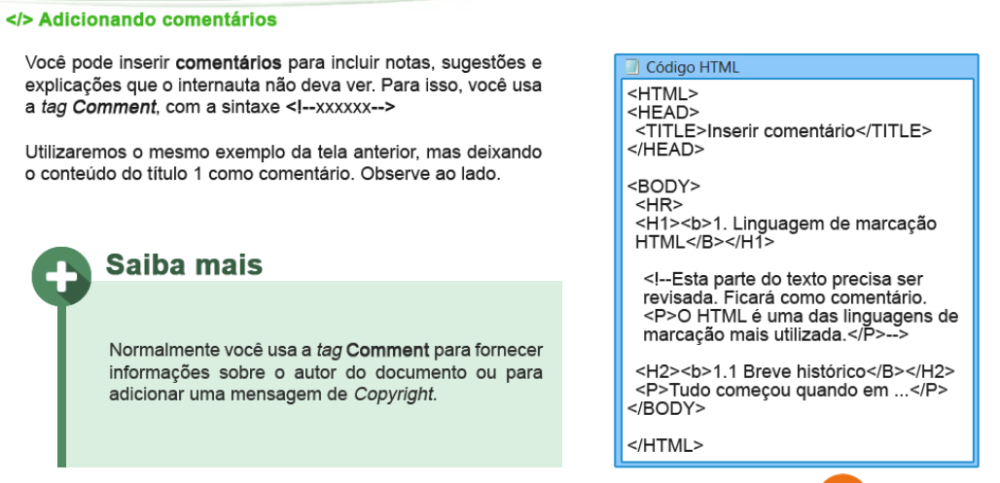 </> Adicionando comentários
Você pode inserir comentários para incluir notas, sugestões e
explicações que o internauta não deva ver. Para isso, você usa
a tag Comment, com a sintaxe <!--xxxxxx-->
Utilizaremos o mesmo exemplo da tela anterior, mas deixando
o conteúdo do título 1 como comentário. Observe ao lado.
Saiba mais
Normalmente você usa a tag Comment para fornecer
informações sobre o autor do documento ou para
adicionar uma mensagem de Copyright.
Código HTML
<HTML>
<HEAD>
<TITLE>Inserir comentário</TITLE>
</HEAD>
<BODY>
<HR>
<H1><b>1. Linguagem de marcação
HTML</B></H1>
<!--Esta parte do texto precisa ser
revisada. Ficará como comentário.
<P>O HTML é uma das linguagens de
marcação mais utilizada.</P>-->
<H2><b>1.1 Breve histórico</B></H2>
<P>Tudo começou quando em ...</P>
</BODY>
</HTML>